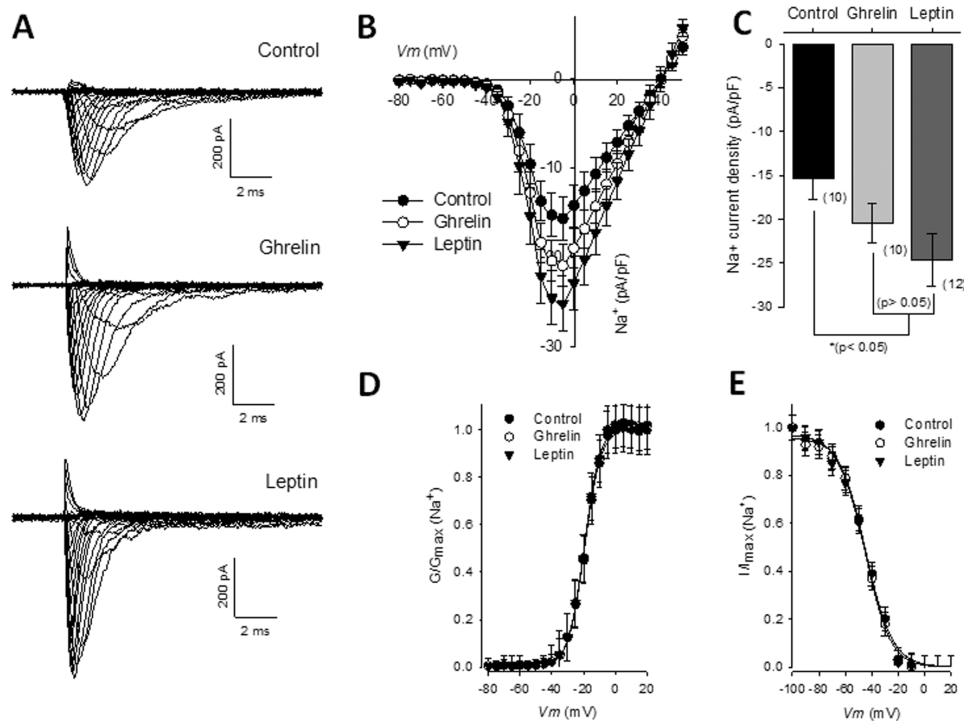 A
Control
200 pA
2 ms
Ghrelin
200 pA
2 ms
Leptin
200 pA
2 ms
B
Vm (mV)
-80 -60 -40 -20 0 20 40
0
-10
-30
Control
Ghrelin
Leptin
Na+ (pA/pF)
C
Control Ghrelin Leptin
Na+ current density (pA/pF)
0
-5
-10
-15
-20
-25
-30
(10)
(10)
(12)
(p> 0.05)
*(p< 0.05)
D
Control
Ghrelin
Leptin
G/Gmax (Na+)
1.0
0.8
0.6
0.4
0.2
0.0
-80 -60 -40 -20 0 20
Vm (mV)
E
Control
Ghrelin
Leptin
I/Imax (Na+)
1.0
0.8
0.6
0.4
0.2
0.0
-100 -80 -60 -40 -20 0 20
Vm (mV)